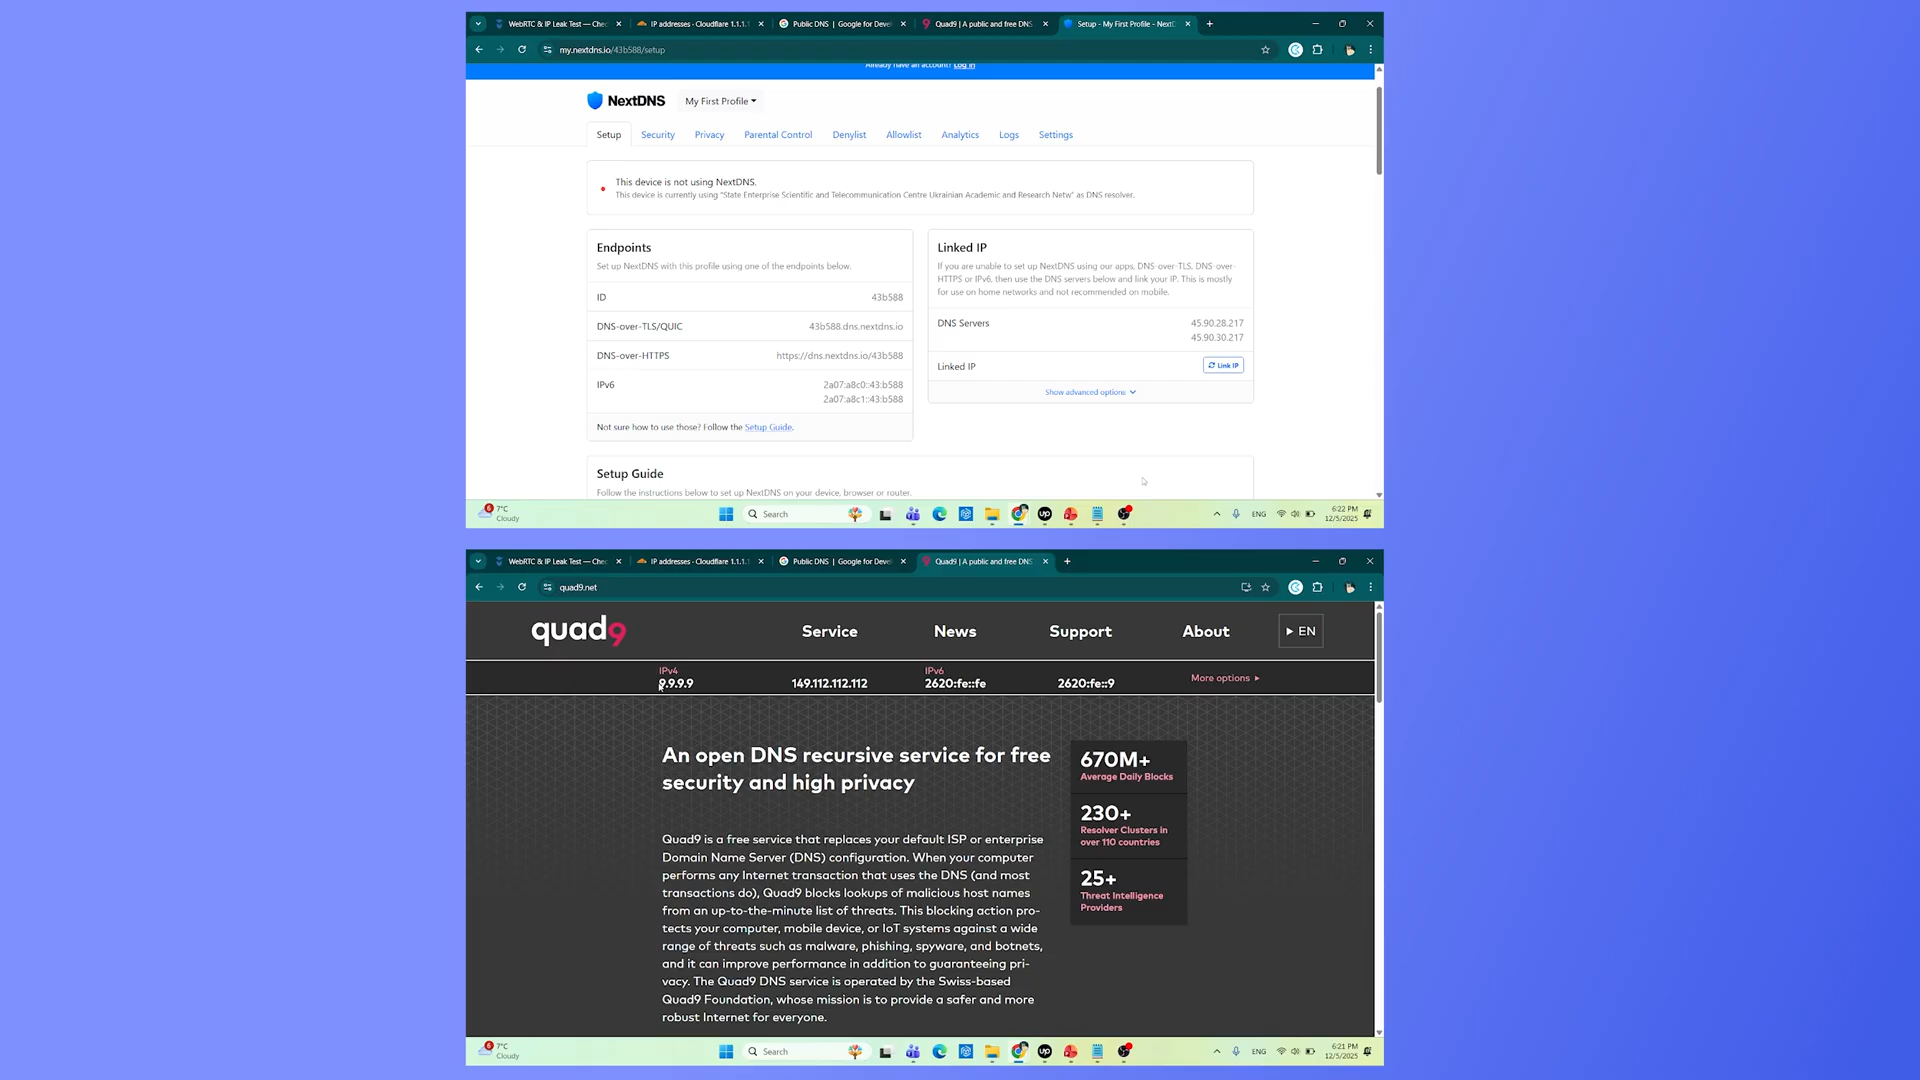 WebRTC & IP Leak Test — Chec
IP addresses · Cloudflare 1.1.1.1
Public DNS | Google for Devel
Quad9 | A public and free DNS
Setup - My First Profile - NextD
my.nextdns.io/43b588/setup
Already have an account? Log in
NextDNS
My First Profile
Setup
Security
Privacy
Parental Control
Denylist
Allowlist
Analytics
Logs
Settings
This device is not using NextDNS.
This device is currently using "State Enterprise Scientific and Telecommunication Centre Ukrainian Academic and Research Netw" as DNS resolver.
Endpoints
Set up NextDNS with this profile using one of the endpoints below.
ID
43b588
DNS-over-TLS/QUIC
43b588.dns.nextdns.io
DNS-over-HTTPS
https://dns.nextdns.io/43b588
IPv6
2a07:a8c0::43:b588
2a07:a8c1::43:b588
Not sure how to use those? Follow the Setup Guide.
Linked IP
If you are unable to set up NextDNS using our apps, DNS-over-TLS, DNS-over-
HTTPS or IPv6, then use the DNS servers below and link your IP. This is mostly
for use on home networks and not recommended on mobile.
DNS Servers
45.90.28.217
45.90.30.217
Linked IP
Link IP
Show advanced options
Setup Guide
Follow the instructions below to set up NextDNS on your device, browser or router.
6
7°C
Cloudy
Search
up
ENG
6:22 PM
12/5/2025
WebRTC & IP Leak Test — Chec
IP addresses · Cloudflare 1.1.1.1
Public DNS | Google for Devel
Quad9 | A public and free DNS
quad9.net
quad9
Service
News
Support
About
EN
IPv4
9.9.9.9
149.112.112.112
IPv6
2620:fe::fe
2620:fe::9
More options
An open DNS recursive service for free
security and high privacy
Quad9 is a free service that replaces your default ISP or enterprise
Domain Name Server (DNS) configuration. When your computer
performs any Internet transaction that uses the DNS (and most
transactions do), Quad9 blocks lookups of malicious host names
from an up-to-the-minute list of threats. This blocking action pro-
tects your computer, mobile device, or IoT systems against a wide
range of threats such as malware, phishing, spyware, and botnets,
and it can improve performance in addition to guaranteeing pri-
vacy. The Quad9 DNS service is operated by the Swiss-based
Quad9 Foundation, whose mission is to provide a safer and more
robust Internet for everyone.
670M+
Average Daily Blocks
230+
Resolver Clusters in
over 110 countries
25+
Threat Intelligence
Providers
6
7°C
Cloudy
Search
up
ENG
6:21 PM
12/5/2025